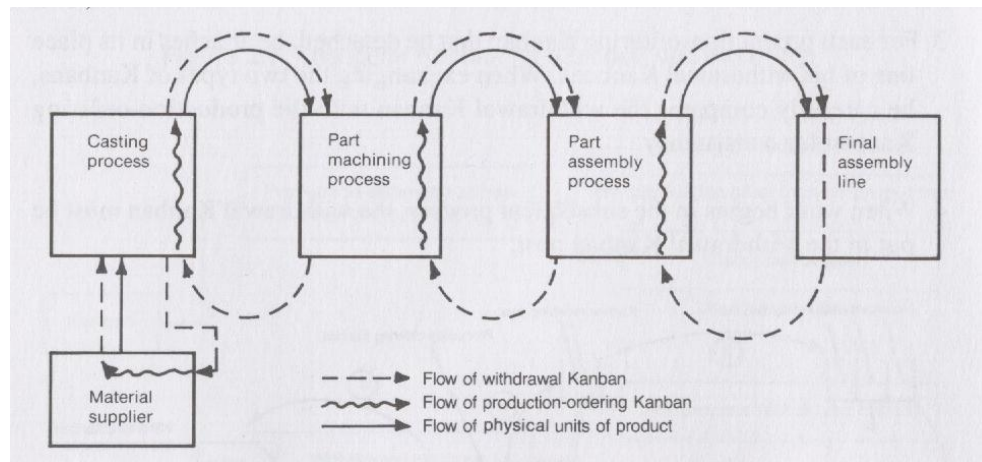 Casting
process
Part
machining
process
Part
assembly
process
Final
assembly
line
Material
supplier
Flow of withdrawal Kanban
Flow of production-ordering Kanban
Flow of physical units of product